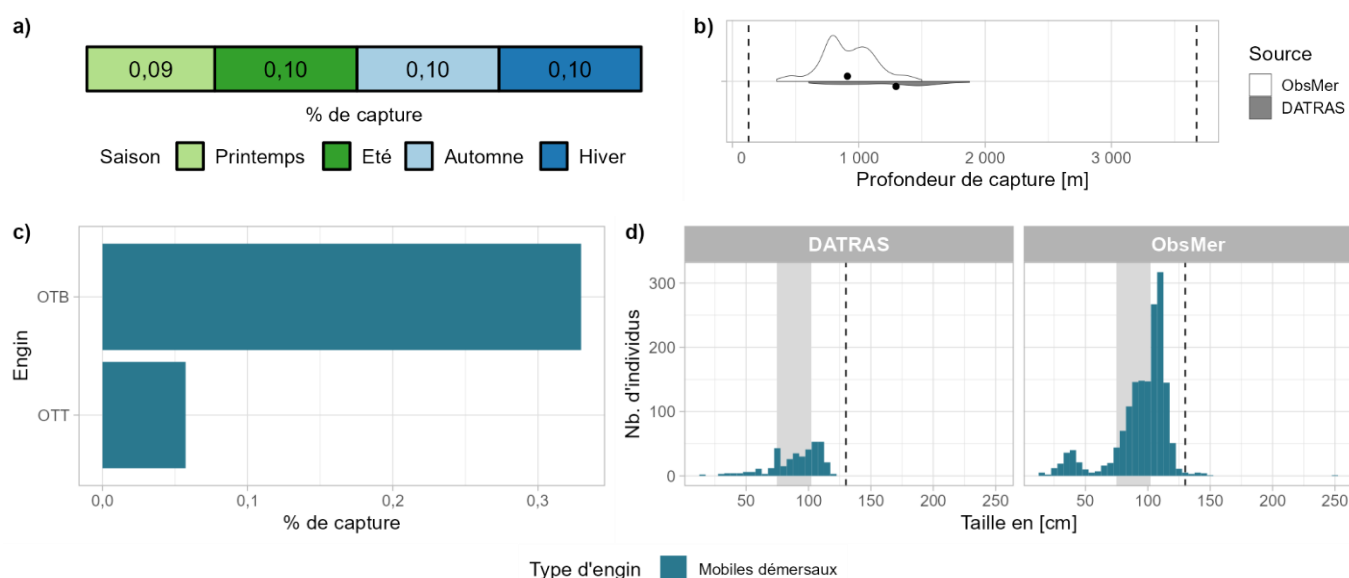 a)
0,09 0,10 0,10 0,10
% de capture
Saison Printemps Eté Automne Hiver
b)
0 1 000 2 000 3 000
Profondeur de capture [m]
Source
ObsMer
DATRAS
c)
Engin
OTB
OTT
0,0 0,1 0,2 0,3
% de capture
d)
DATRAS ObsMer
Nb. d'individus
300
200
100
0
50 100 150 200 250 50 100 150 200 250
Taille en [cm]
Type d'engin Mobiles démersaux